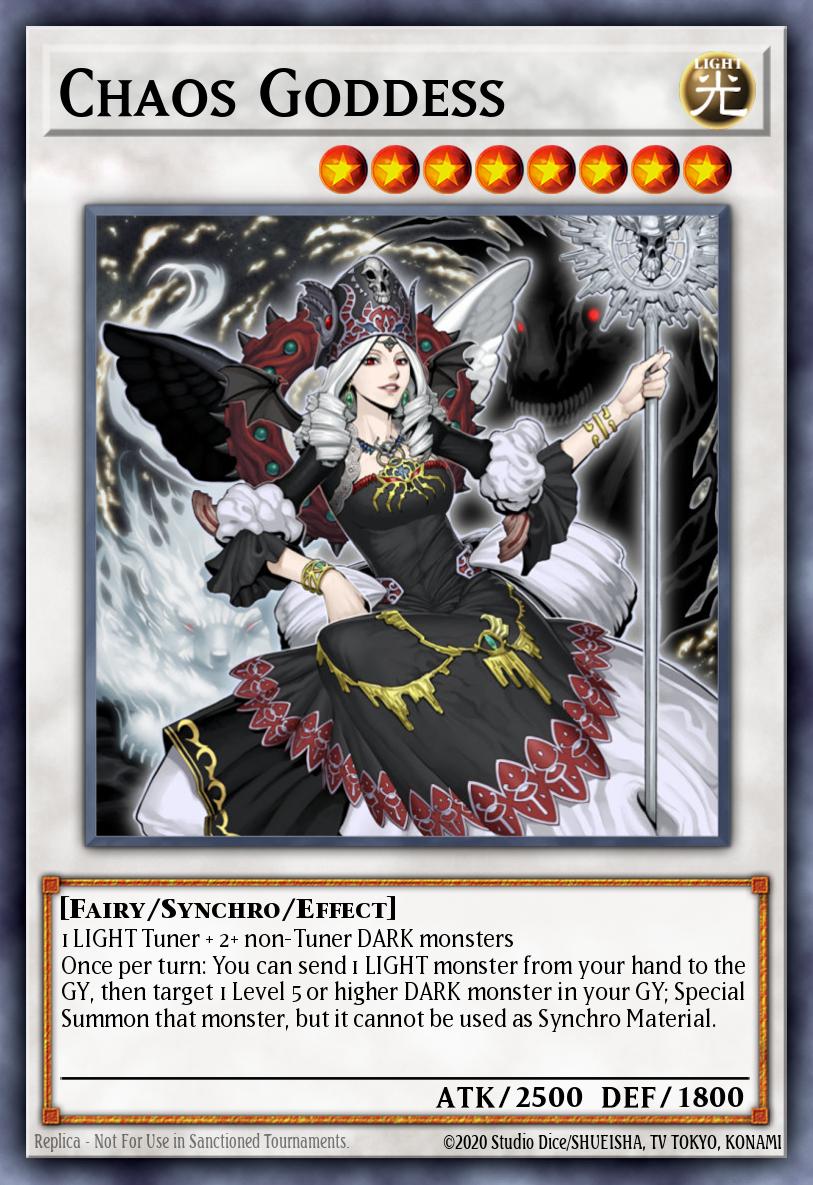 Chaos Goddess
LIGHT
光
[Fairy/Synchro/Effect]
1 LIGHT Tuner + 2+ non-Tuner DARK monsters
Once per turn: You can send 1 LIGHT monster from your hand to the
GY, then target 1 Level 5 or higher DARK monster in your GY; Special
Summon that monster, but it cannot be used as Synchro Material.
ATK/2500 DEF/1800
Replica - Not For Use in Sanctioned Tournaments.
©2020 Studio Dice/SHUEISHA, TV TOKYO, KONAMI